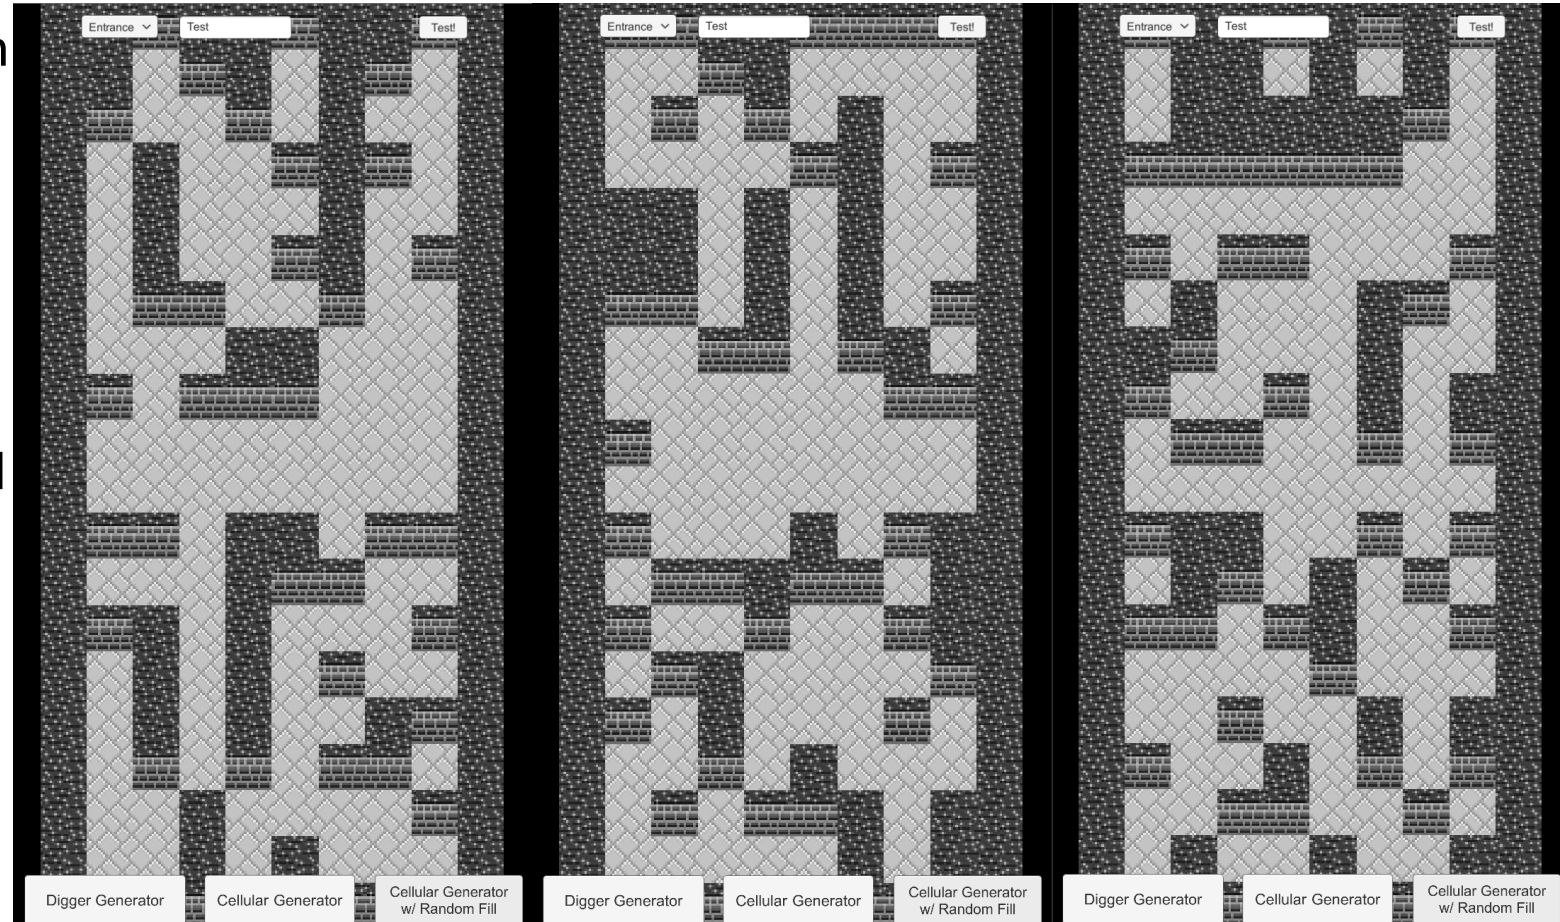 n
Entrance Test Test!
Entrance Test Test!
Entrance Test Test!
l
Digger Generator Cellular Generator Cellular Generator
w/ Random Fill
Digger Generator Cellular Generator Cellular Generator
w/ Random Fill
Digger Generator Cellular Generator Cellular Generator
w/ Random Fill